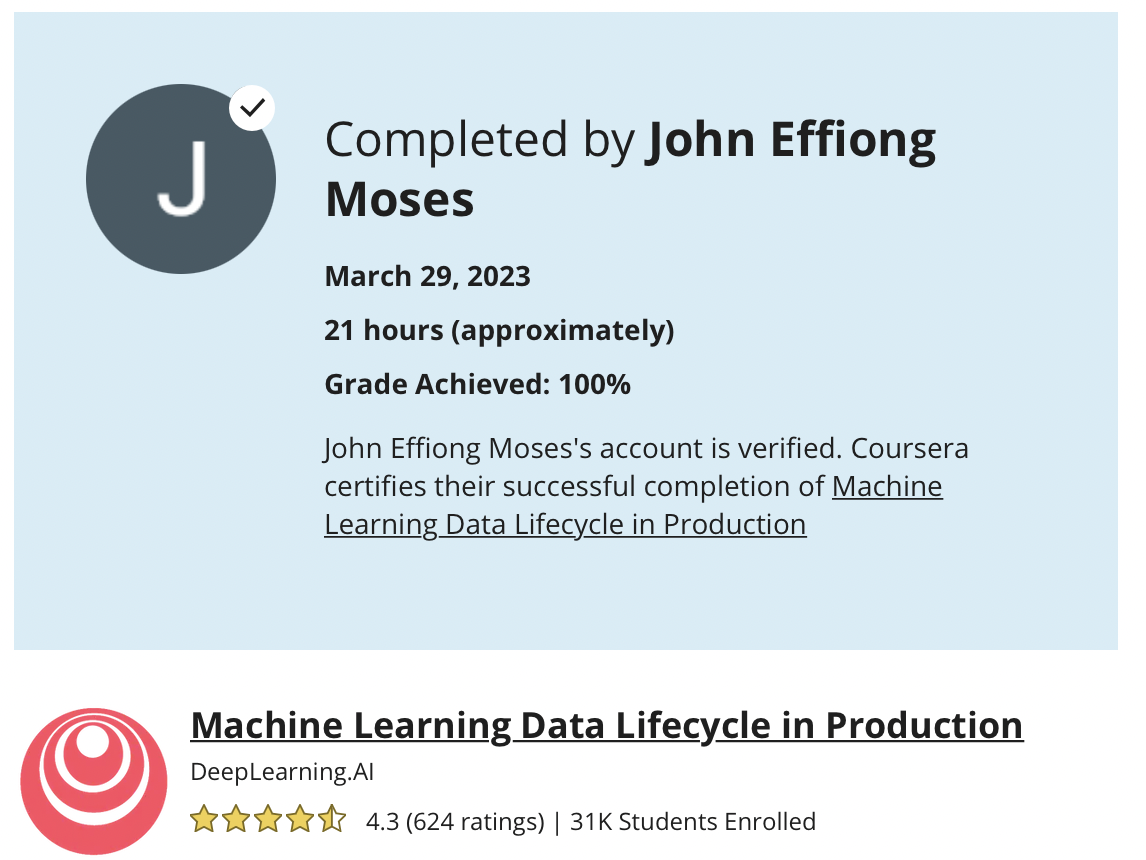 J
Completed by John Effiong
Moses
March 29, 2023
21 hours (approximately)
Grade Achieved: 100%
John Effiong Moses's account is verified. Coursera
certifies their successful completion of Machine
Learning Data Lifecycle in Production
Machine Learning Data Lifecycle in Production
DeepLearning.AI
4.3 (624 ratings) | 31K Students Enrolled